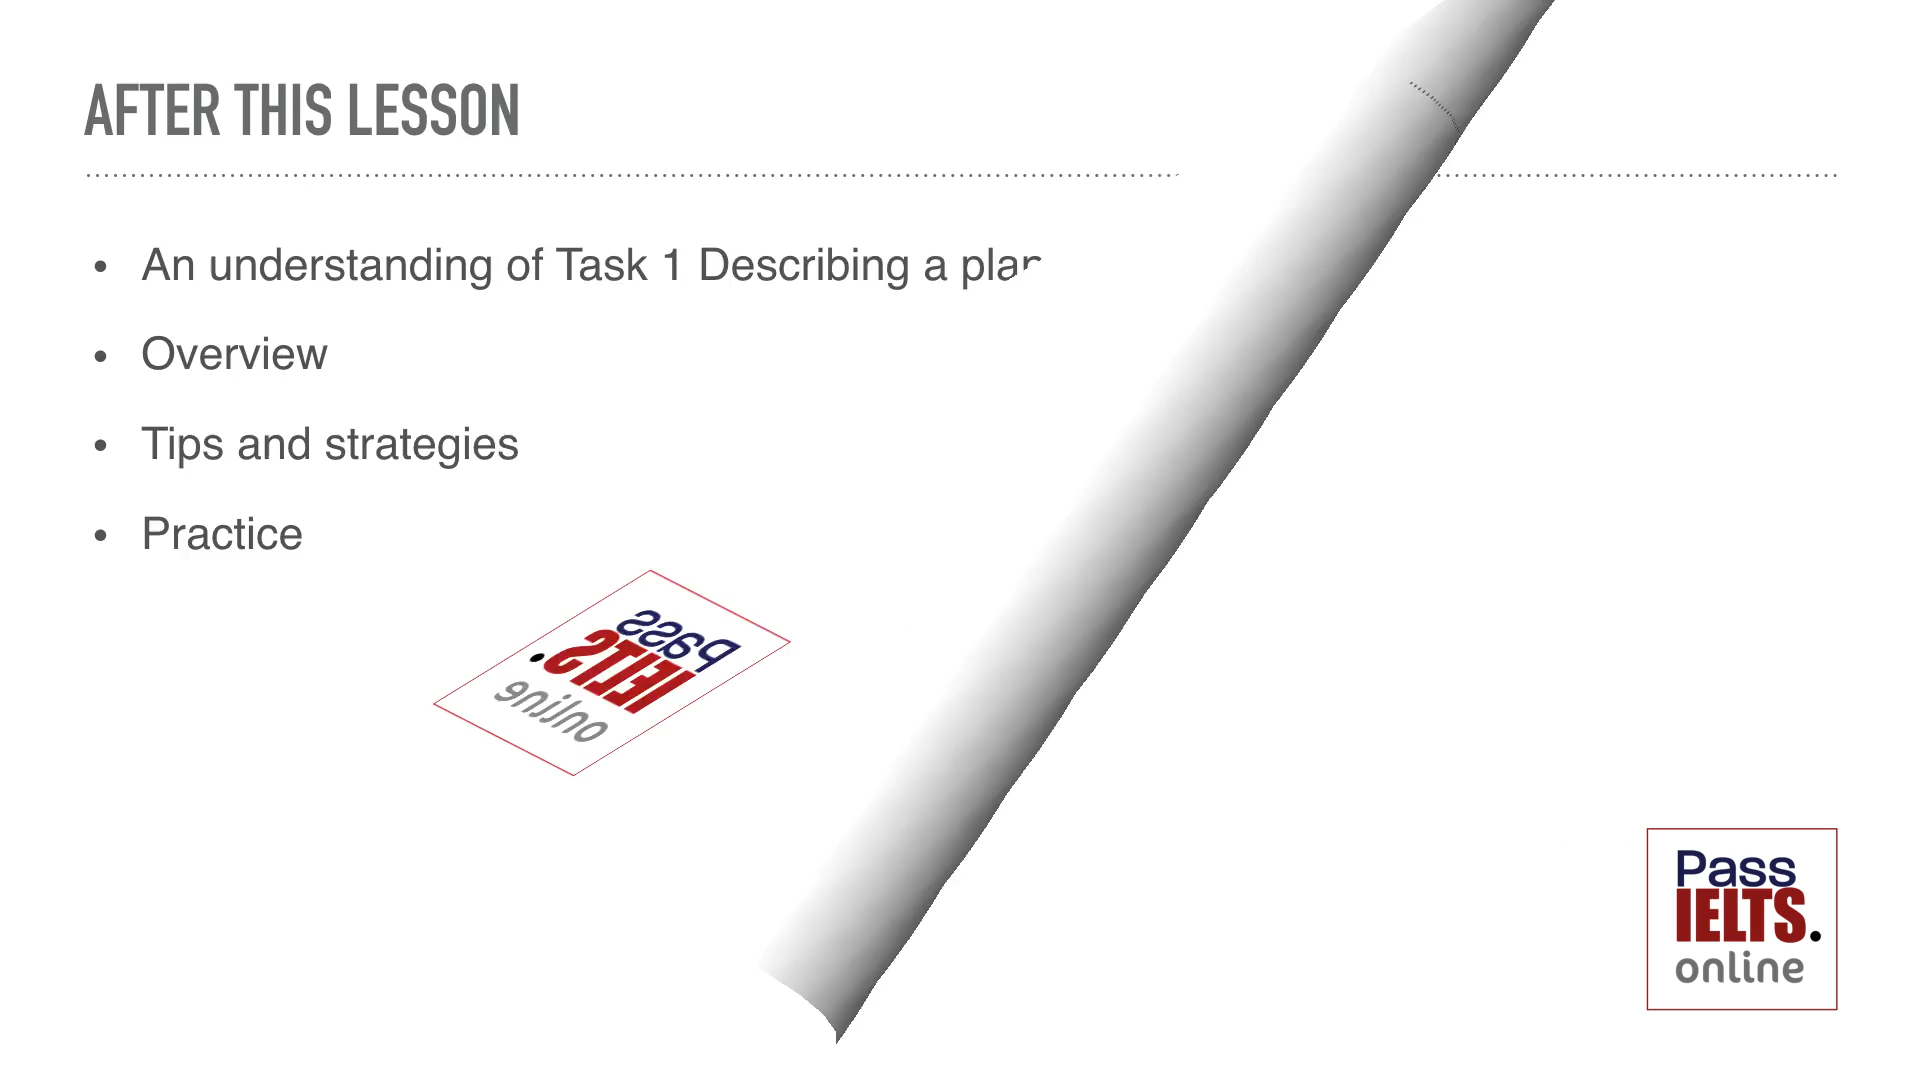 AFTER THIS LESSON
• An understanding of Task 1 Describing a plan
• Overview
• Tips and strategies
• Practice
Pass
IELTS.
online
Pass
IELTS.
online